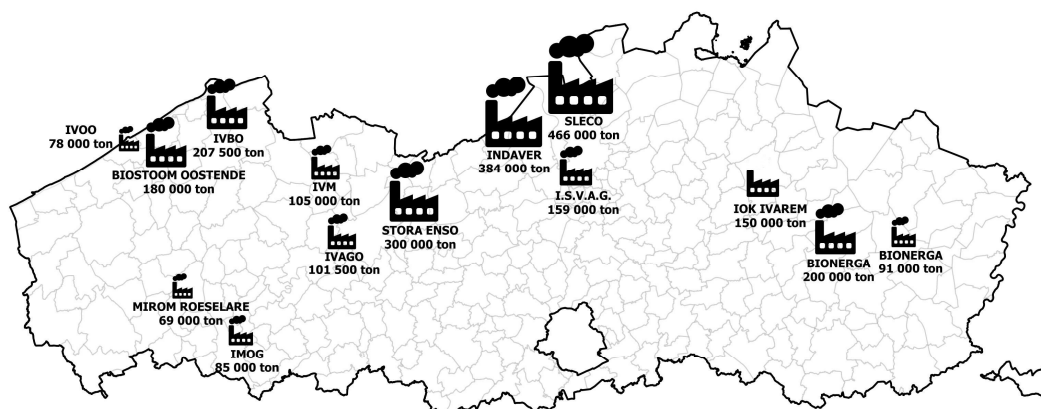 IVOO
78 000 ton
BIOSTOOM OOSTENDE
180 000 ton
IVBO
207 500 ton
IVM
105 000 ton
IVAGO
101 500 ton
STORA ENSO
300 000 ton
INDAVER
384 000 ton
SLECO
466 000 ton
I.S.V.A.G.
159 000 ton
IOK IVAREM
150 000 ton
BIONERGA
200 000 ton
BIONERGA
91 000 ton
MIROM ROESELARE
69 000 ton
IMOG
85 000 ton